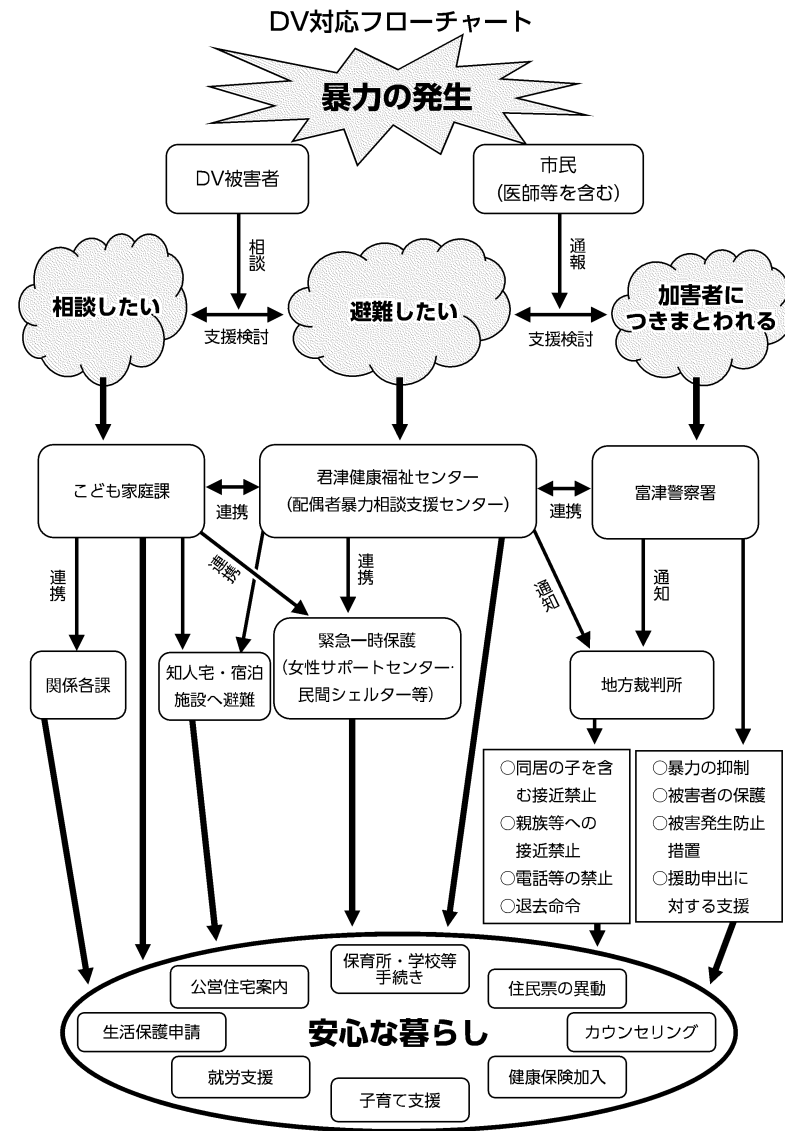 DV対応フローチャート
暴力の発生
DV被害者
市民
(医師等を含む)
相談
通報
相談したい
避難したい
加害者に
つきまとわれる
支援検討
支援検討
こども家庭課
君津健康福祉センター
(配偶者暴力相談支援センター)
富津警察署
連携
連携
連携
連携
連携
通知
通知
関係各課
知人宅・宿泊
施設へ避難
緊急一時保護
(女性サポートセンター・
民間シェルター等)
地方裁判所
○同居の子を含
む接近禁止
○親族等への
接近禁止
○電話等の禁止
○退去命令
○暴力の抑制
○被害者の保護
○被害発生防止
措置
○援助申出に
対する支援
保育所・学校等
手続き
公営住宅案内
住民票の異動
生活保護申請
安心な暮らし
カウンセリング
就労支援
健康保険加入
子育て支援